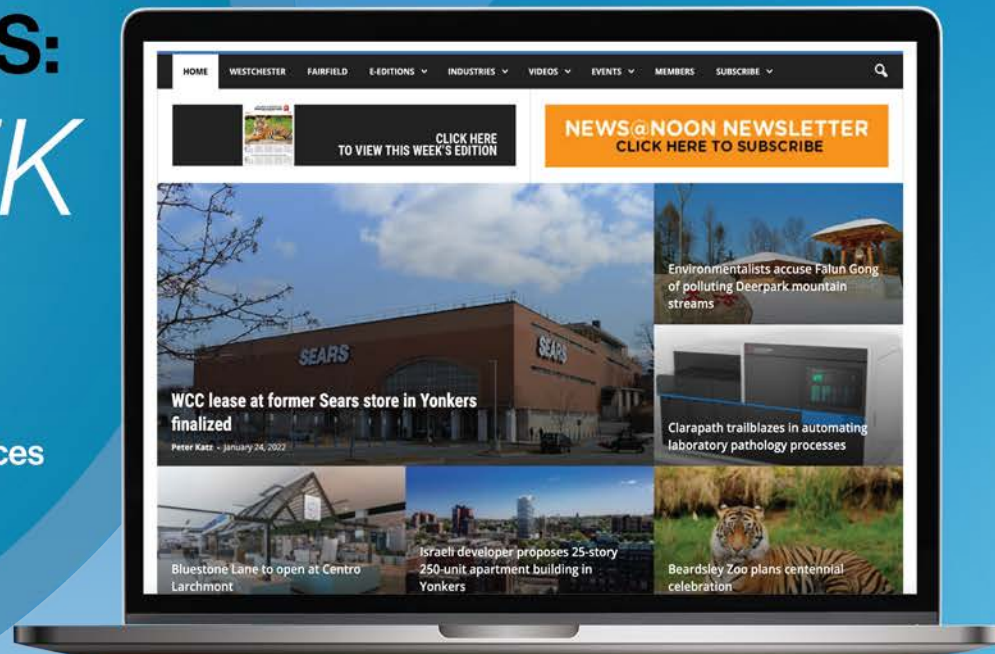 S:
K
ces
HOME WESTCHESTER FAIRFIELD E-EDITIONS INDUSTRIES VIDEOS EVENTS MEMBERS SUBSCRIBE
CLICK HERE
TO VIEW THIS WEEK'S EDITION
NEWS@NOON NEWSLETTER
CLICK HERE TO SUBSCRIBE
SEARS
SEARS
WCC lease at former Sears store in Yonkers
finalized
Peter Katz - January 24, 2022
Environmentalists accuse Falun Gong
of polluting Deerpark mountain
streams
Clarapath trailblazes in automating
laboratory pathology processes
Bluestone Lane to open at Centro
Larchmont
Israeli developer proposes 25-story
250-unit apartment building in
Yonkers
Beardsley Zoo plans centennial
celebration